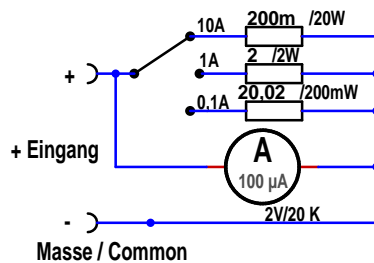 10A 200m /20W
+ 1A 2 /2W
0,1A 20,02 /200mW
+ Eingang
A
100 µA
- 2V/20 K
Masse / Common